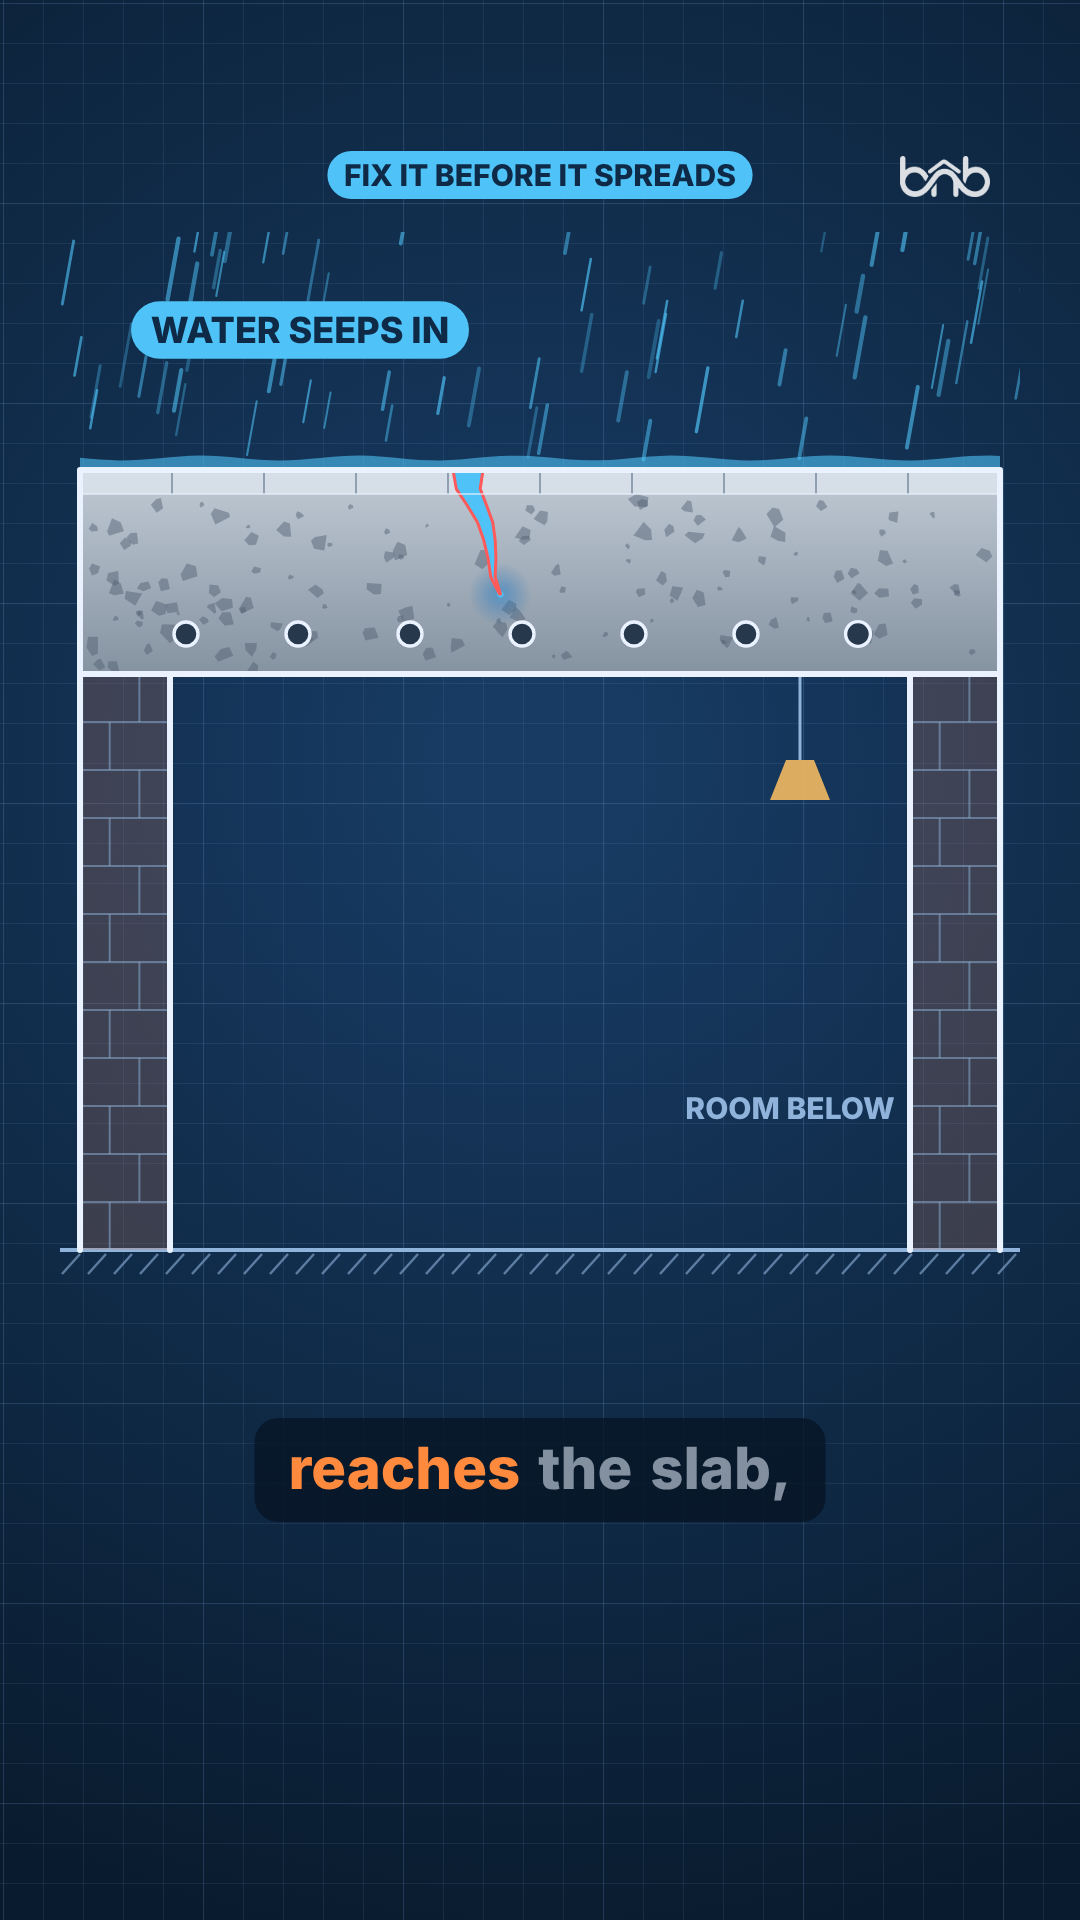 FIX IT BEFORE IT SPREADS
bnb
WATER SEEPS IN
ROOM BELOW
reaches the slab,